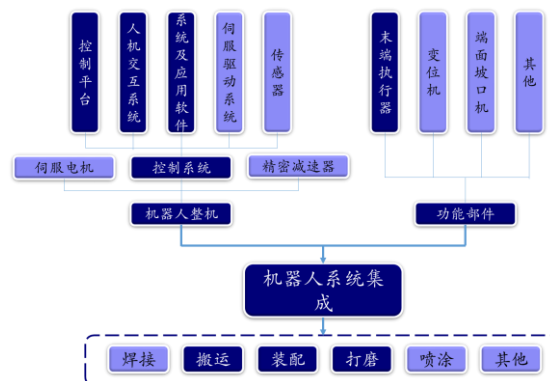 控制平台
人机交互系统
系统及应用软件
伺服驱动系统
传感器
末端执行器
变位机
端面坡口机
其他
伺服电机
控制系统
精密减速器
机器人整机
功能部件
机器人系统集
成
焊接
搬运
装配
打磨
喷涂
其他